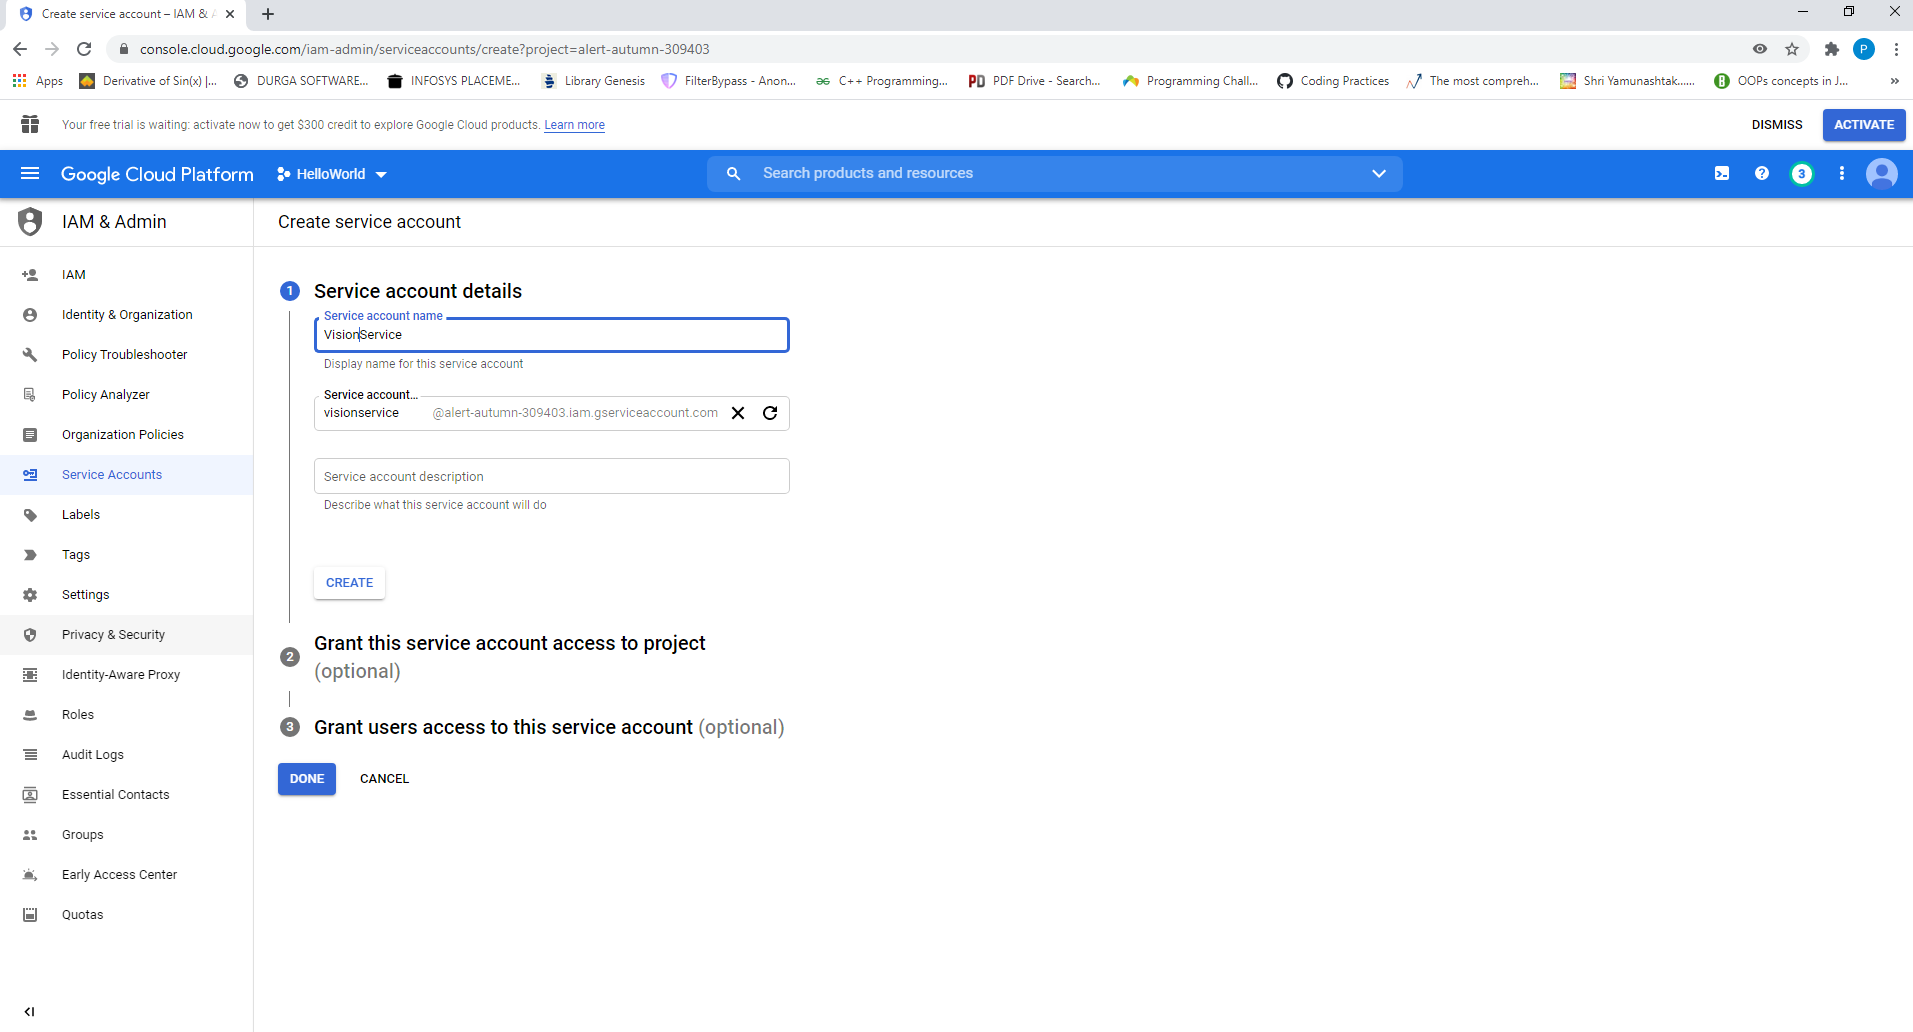 Create service account – IAM & A
console.cloud.google.com/iam-admin/serviceaccounts/create?project=alert-autumn-309403
P
Apps
Derivative of Sin(x) |...
DURGA SOFTWARE...
INFOSYS PLACEME...
Library Genesis
FilterBypass - Anon...
C++ Programming...
PDF Drive - Search...
Programming Chall...
Coding Practices
The most compreh...
Shri Yamunashtak......
OOPs concepts in J...
»
Your free trial is waiting: activate now to get $300 credit to explore Google Cloud products. Learn more
DISMISS
ACTIVATE
Google Cloud Platform
HelloWorld
Search products and resources
3
IAM & Admin
Create service account
IAM
Identity & Organization
Policy Troubleshooter
Policy Analyzer
Organization Policies
Service Accounts
Labels
Tags
Settings
Privacy & Security
Identity-Aware Proxy
Roles
Audit Logs
Essential Contacts
Groups
Early Access Center
Quotas
1 Service account details
Service account name
VisionService
Display name for this service account
Service account...
visionservice @alert-autumn-309403.iam.gserviceaccount.com
Service account description
Describe what this service account will do
CREATE
2 Grant this service account access to project
(optional)
3 Grant users access to this service account (optional)
DONE CANCEL